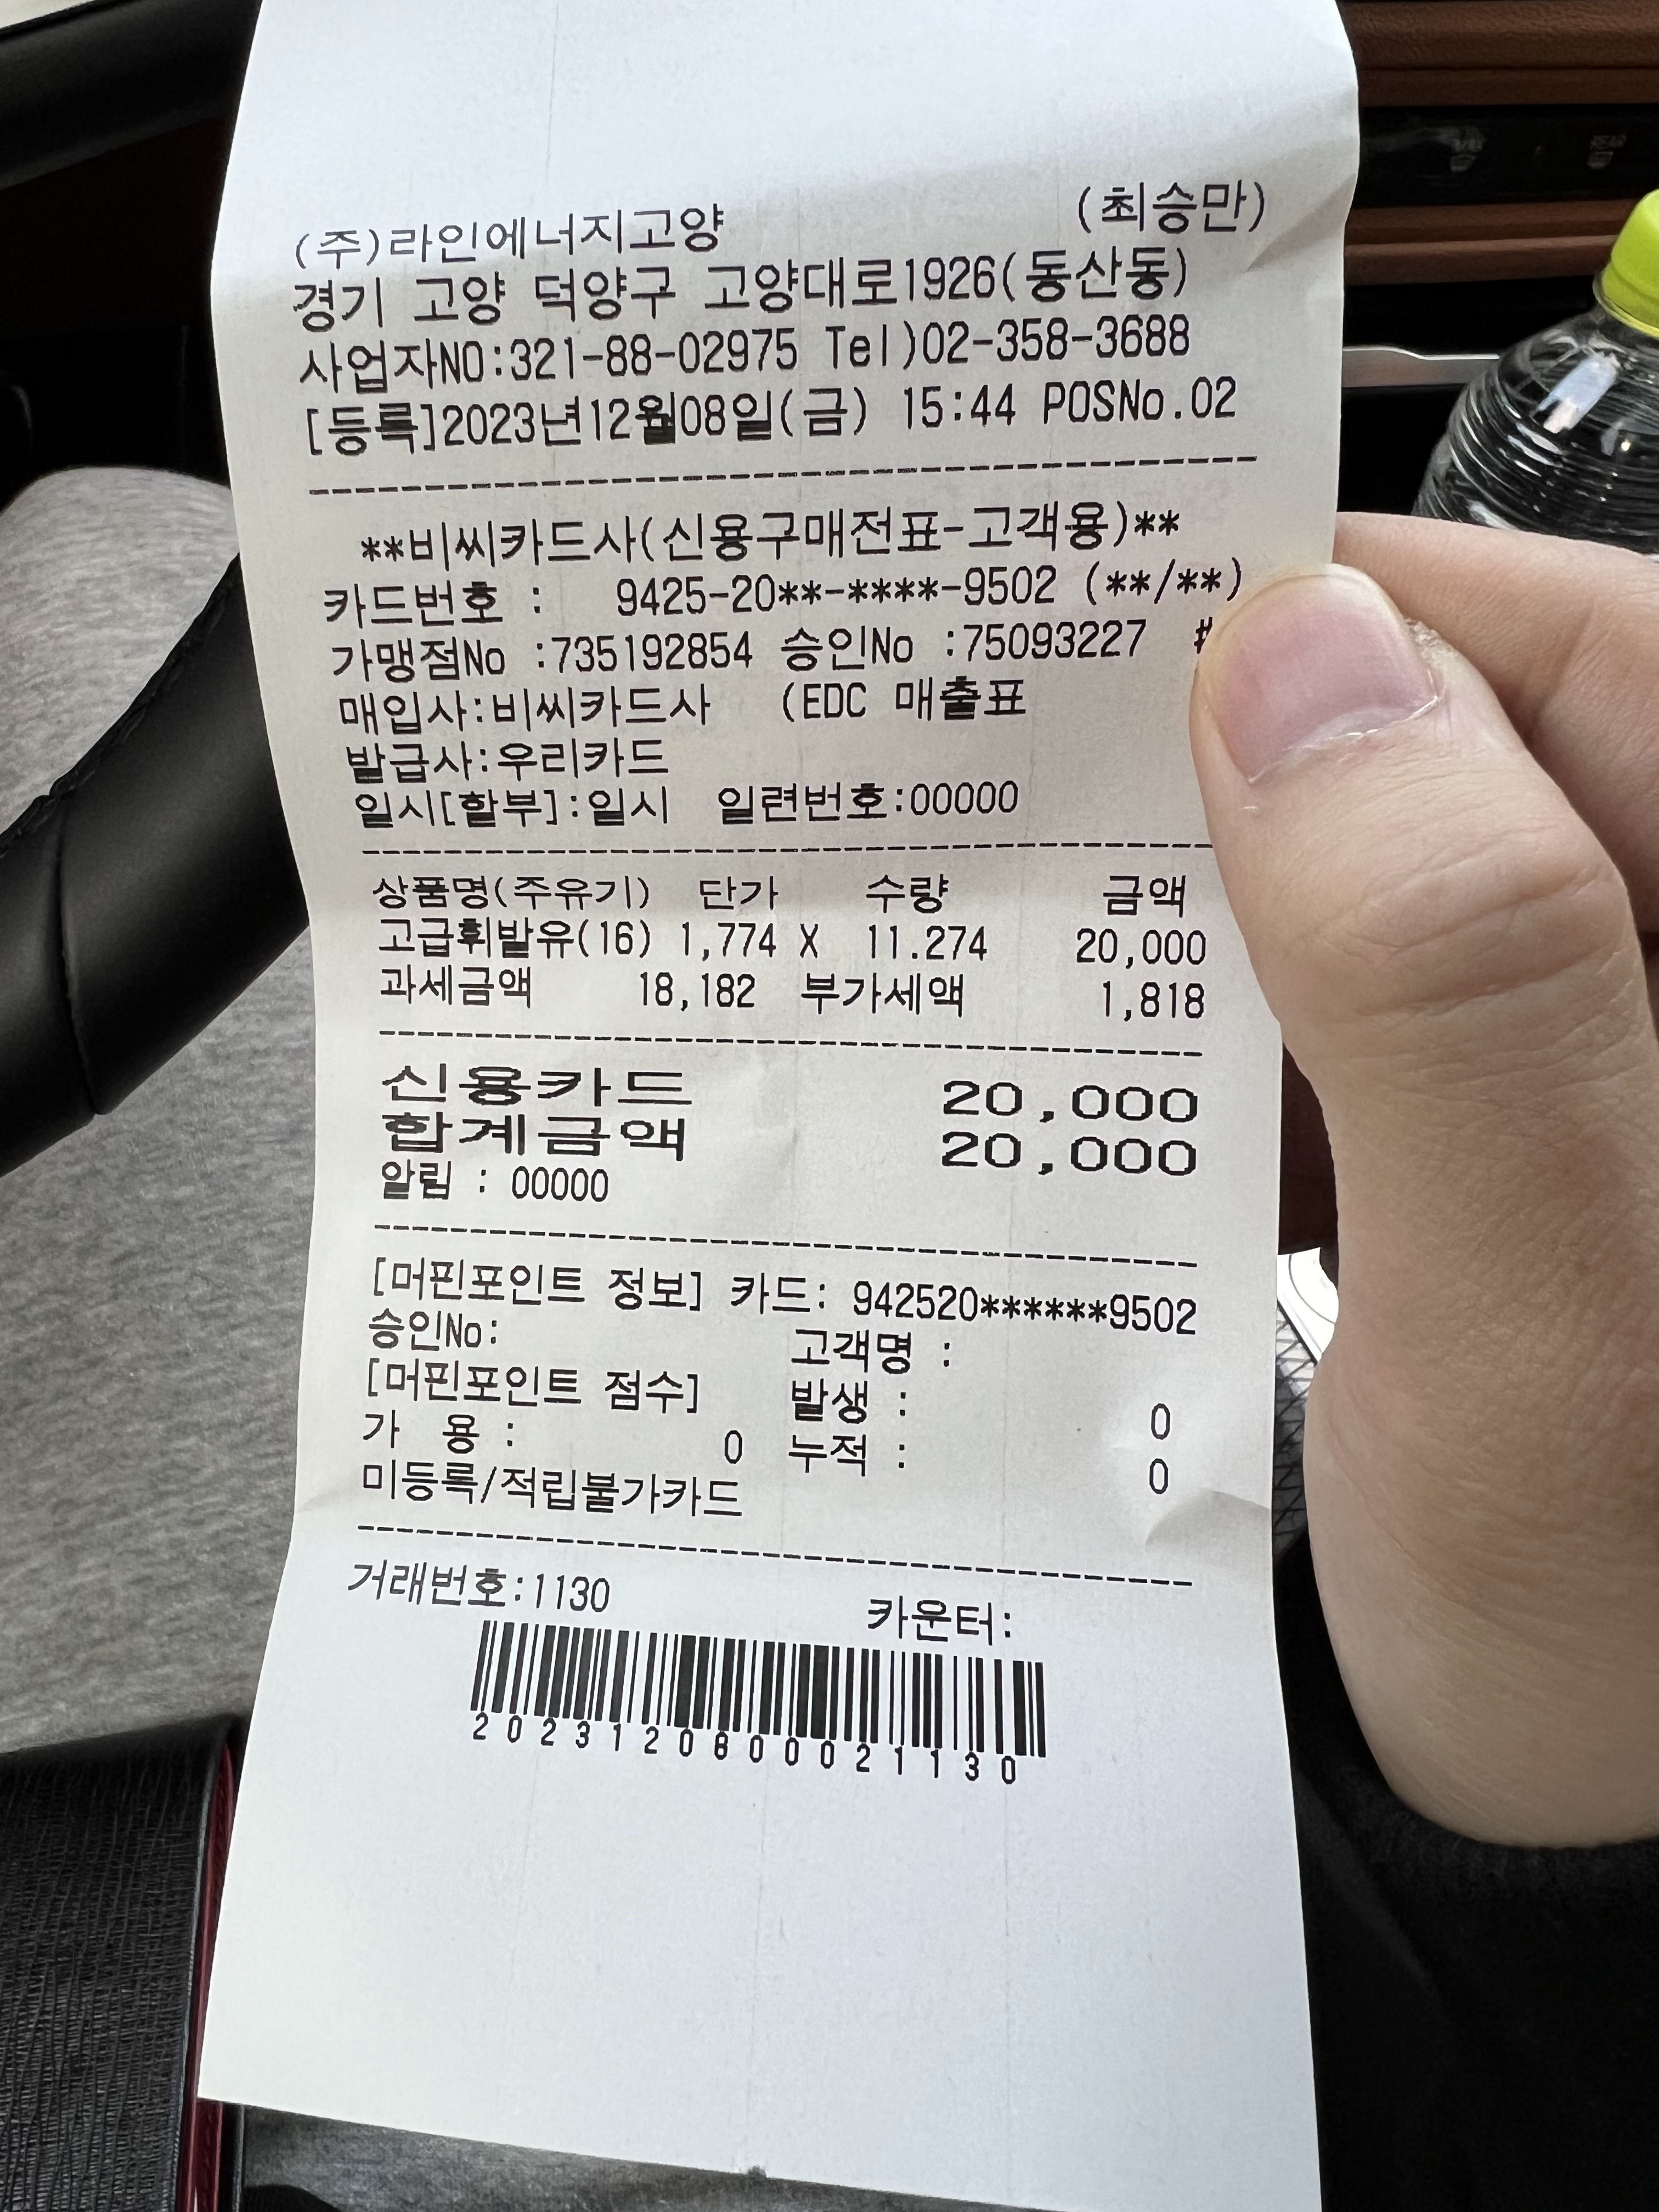 (주)라인에너지고양 (최승만)
경기 고양 덕양구 고양대로1926(동산동)
사업자NO:321-88-02975 Tel)02-358-3688
[등록]2023년12월08일(금) 15:44 POSNo.02
**비씨카드사(신용구매전표-고객용)**
카드번호 : 9425-20**-****-9502 (**/**)
가맹점No :735192854 승인No :75093227 #
매입사:비씨카드사 (EDC 매출표
발급사:우리카드
일시[할부]:일시 일련번호:00000
상품명(주유기) 단가 수량 금액
고급휘발유(16) 1,774 X 11.274 20,000
과세금액 18,182 부가세액 1,818
신용카드 20,000
합계금액 20,000
알림 : 00000
[머핀포인트 정보] 카드: 942520******9502
승인No: 고객명 :
[머핀포인트 점수] 발생 : 0
가 용 : 0 누적 : 0
미등록/적립불가카드
거래번호:1130 카운터:
2023120800021130